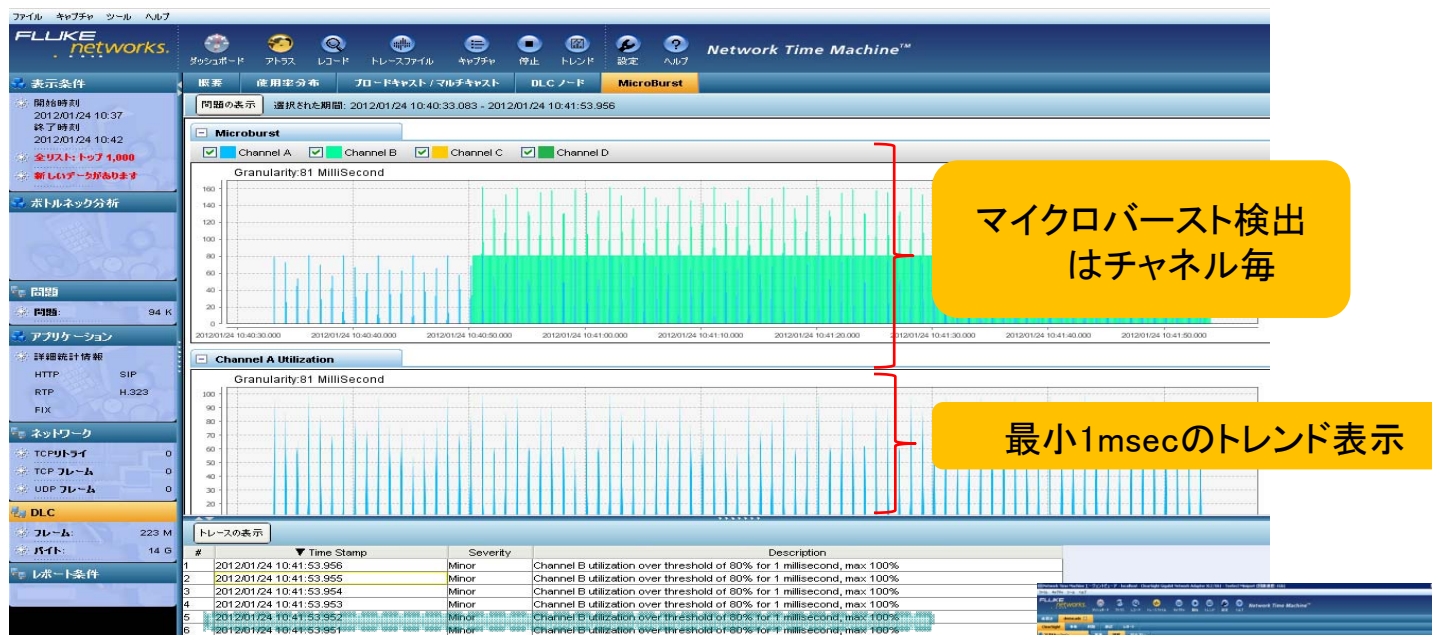 ファイル キャプチャ ツール ヘルプ
FLUKE networks.
ダッシュボード アトラス レコード トレースファイル キャプチャ 停止 トレンド 設定 ヘルプ Network Time Machine™
表示条件
開始時刻
2012/01/24 10:37
終了時刻
2012/01/24 10:42
全リスト:トップ 1,000
新しいデータがあります
ボトルネック分析
問題
問題: 94 K
アプリケーション
詳細統計情報
HTTP SIP
RTP H.323
FIX
ネットワーク
TCPリトライ 0
TCP フレーム 0
UDP フレーム 0
DLC
フレーム: 223 M
バイト: 14 G
レポート条件
概要 使用率分布 ブロードキャスト / マルチキャスト DLC ノード MicroBurst
問題の表示 選択された期間: 2012/01/24 10:40:33.083 - 2012/01/24 10:41:53.956
Microburst
Channel A Channel B Channel C Channel D
Granularity:81 MilliSecond
160
140
120
100
80
60
40
20
0
2012/01/24 10:40:30.000 2012/01/24 10:40:40.000 2012/01/24 10:40:50.000 2012/01/24 10:41:00.000 2012/01/24 10:41:10.000 2012/01/24 10:41:20.000 2012/01/24 10:41:30.000 2012/01/24 10:41:40.000 2012/01/24 10:41:50.000
マイクロバースト検出
はチャネル毎
Channel A Utilization
Granularity:81 MilliSecond
100
90
80
70
60
50
40
30
20
最小1msecのトレンド表示
トレースの表示
# ▼ Time Stamp Severity Description
1 2012/01/24 10:41:53.956 Minor Channel B utilization over threshold of 80% for 1 millisecond, max 100%
2 2012/01/24 10:41:53.955 Minor Channel B utilization over threshold of 80% for 1 millisecond, max 100%
3 2012/01/24 10:41:53.954 Minor Channel B utilization over threshold of 80% for 1 millisecond, max 100%
4 2012/01/24 10:41:53.953 Minor Channel B utilization over threshold of 80% for 1 millisecond, max 100%
5 2012/01/24 10:41:53.952 Minor Channel B utilization over threshold of 80% for 1 millisecond, max 100%
6 2012/01/24 10:41:53.951 Minor Channel B utilization over threshold of 80% for 1 millisecond, max 100%
FLUKE networks. Network Time Machine™